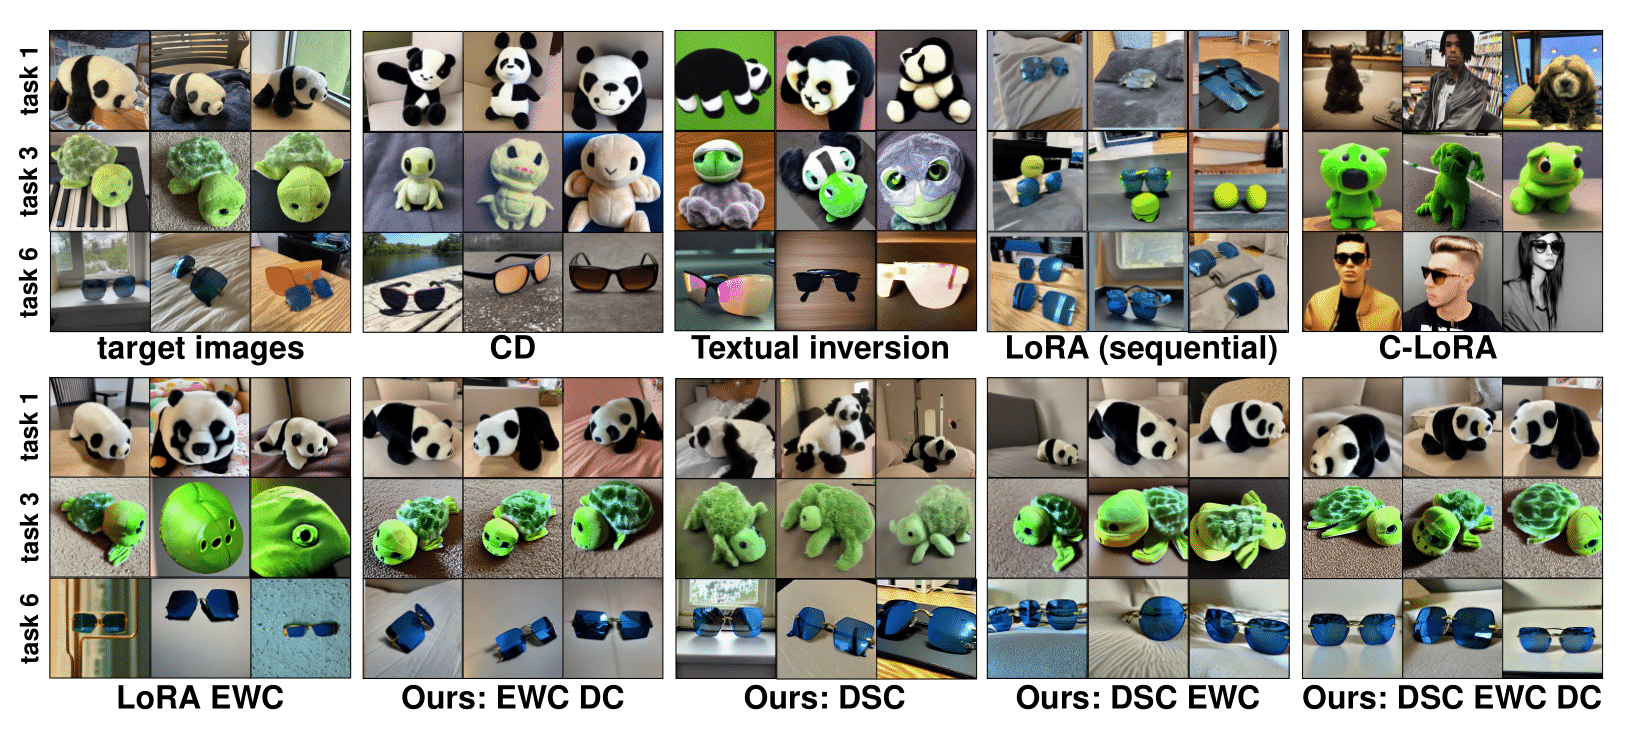 task 1
task 3
task 6
target images
CD
Textual inversion
LoRA (sequential)
C-LoRA
task 1
task 3
task 6
LoRA EWC
Ours: EWC DC
Ours: DSC
Ours: DSC EWC
Ours: DSC EWC DC